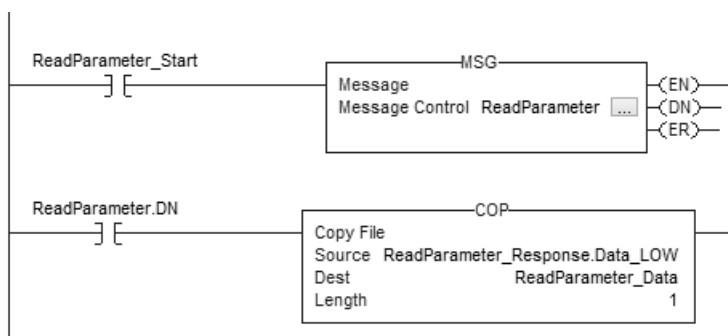 ReadParameter_Start
MSG
Message
Message Control ReadParameter ...
EN
DN
ER
ReadParameter.DN
COP
Copy File
Source ReadParameter_Response.Data_LOW
Dest ReadParameter_Data
Length 1